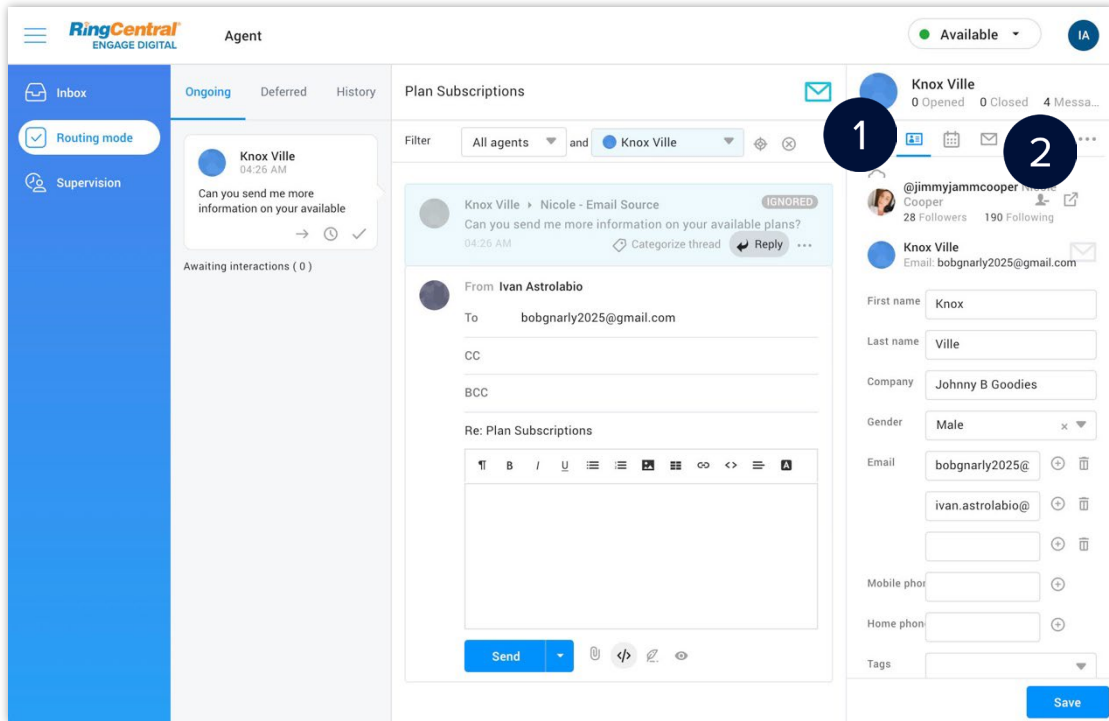 RingCentral
ENGAGE DIGITAL
Agent
Available
IA
Inbox
Routing mode
Supervision
Ongoing Deferred History
Knox Ville
04:26 AM
Can you send me more
information on your available
Awaiting interactions ( 0 )
Plan Subscriptions
Filter All agents and Knox Ville
Knox Ville Nicole - Email Source IGNORED
Can you send me more information on your available plans?
04:26 AM Categorize thread Reply
From Ivan Astrolabio
To bobgnarly2025@gmail.com
CC
BCC
Re: Plan Subscriptions
B I U A
Send
Knox Ville
0 Opened 0 Closed 4 Messa...
1
2
@jimmyjammcooper
Cooper
28 Followers 190 Following
Knox Ville
Email: bobgnarly2025@gmail.com
First name Knox
Last name Ville
Company Johnny B Goodies
Gender Male x
Email bobgnarly2025@
ivan.astrolabio@
Mobile phon
Home phon
Tags
Save